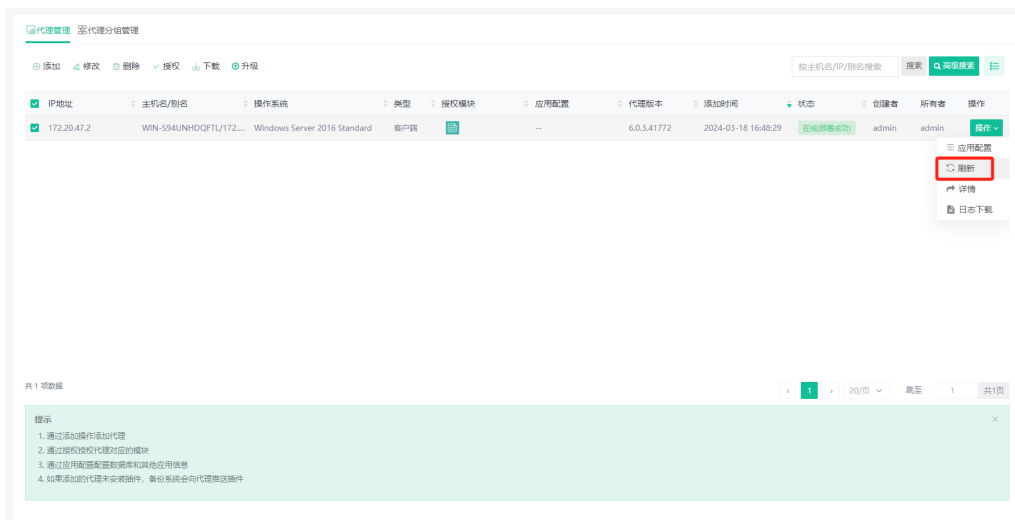 代理管理 代理分组管理
添加 修改 删除 授权 下载 升级 按主机名/IP/别名搜索 搜索 高级搜索
IP地址 主机名/别名 操作系统 类型 授权模块 应用配置 代理版本 添加时间 状态 创建者 所有者 操作
172.20.47.2 WIN-S94UNHDQFTL/172.... Windows Server 2016 Standard 客户端 -- 6.0.3.41772 2024-03-18 16:48:29 在线(部署成功) admin admin 操作
应用配置
刷新
详情
日志下载
共 1 项数据 1 20/页 跳至 1 共1页
提示
1. 通过添加操作添加代理
2. 通过授权授权代理对应的模块
3. 通过应用配置配置数据库和其他应用信息
4. 如果添加的代理未安装插件，备份系统会向代理推送插件